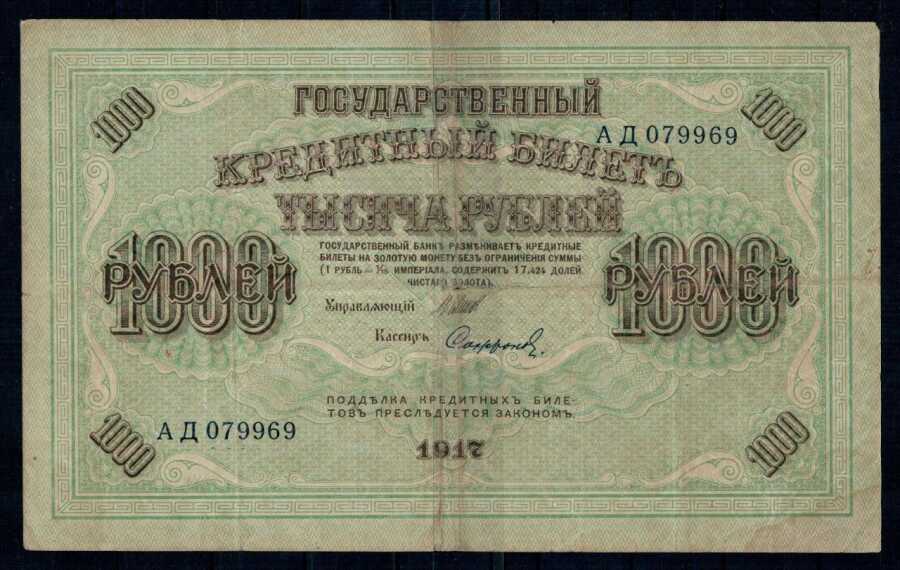 1000
1000
ГОСУДАРСТВЕННЫЙ
АД 079969
КРЕДИТНЫЙ БИЛЕТЪ
ТЫСЯЧА РУБЛЕЙ
ГОСУДАРСТВЕННЫЙ БАНКЪ РАЗМѢНИВАЕТЪ КРЕДИТНЫЕ
БИЛЕТЫ НА ЗОЛОТУЮ МОНЕТУ БЕЗЪ ОГРАНИЧЕНІЯ СУММЫ
(1 РУБЛЬ = 1/15 ИМПЕРІАЛА, СОДЕРЖИТЪ 17,424 ДОЛЕЙ
ЧИСТАГО ЗОЛОТА).
1000 РУБЛЕЙ
1000 РУБЛЕЙ
Управляющій
Кассиръ Сафронов.
ПОДДѢЛКА КРЕДИТНЫХЪ БИЛЕ-
ТОВЪ ПРЕСЛѢДУЕТСЯ ЗАКОНОМЪ.
АД 079969
1917
1000
1000